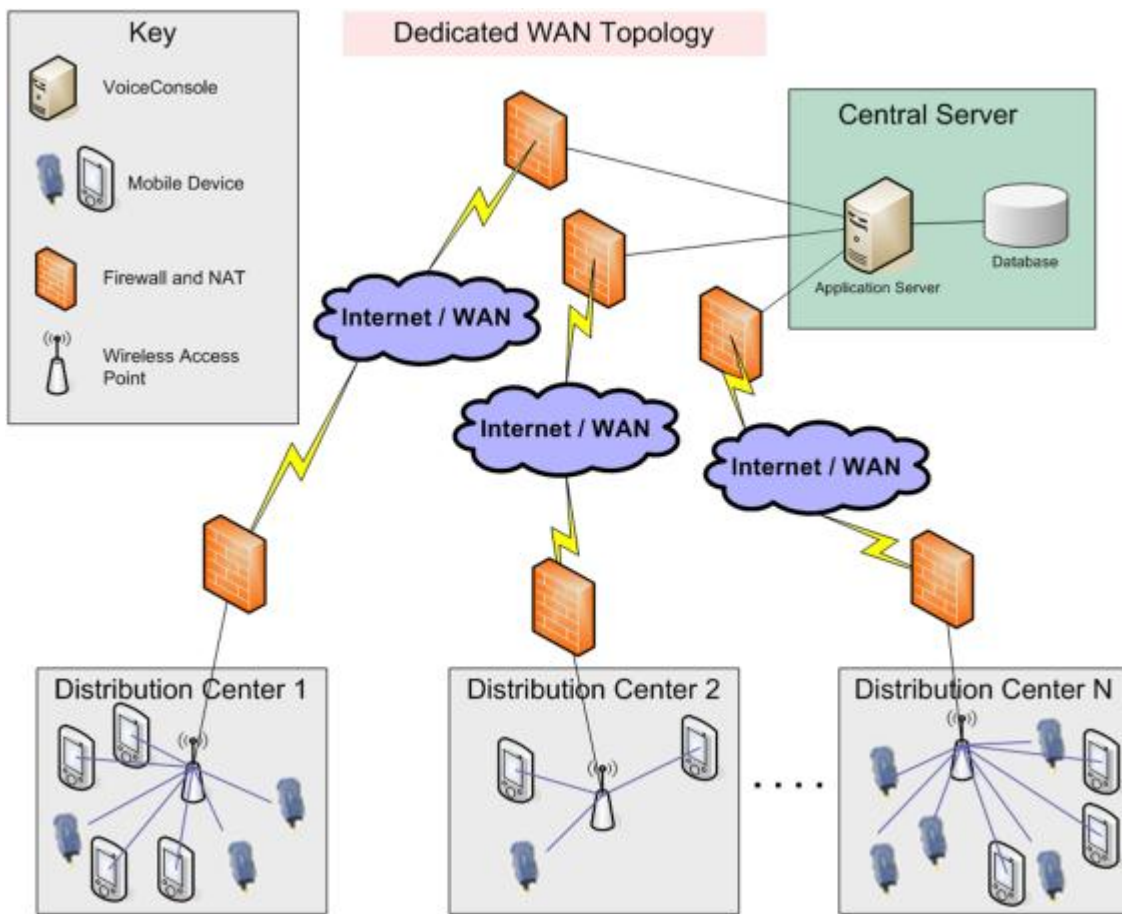 Key
VoiceConsole
Mobile Device
Firewall and NAT
Wireless Access
Point
Dedicated WAN Topology
Central Server
Application Server
Database
Internet / WAN
Internet / WAN
Internet / WAN
Distribution Center 1
Distribution Center 2
. . . .
Distribution Center N